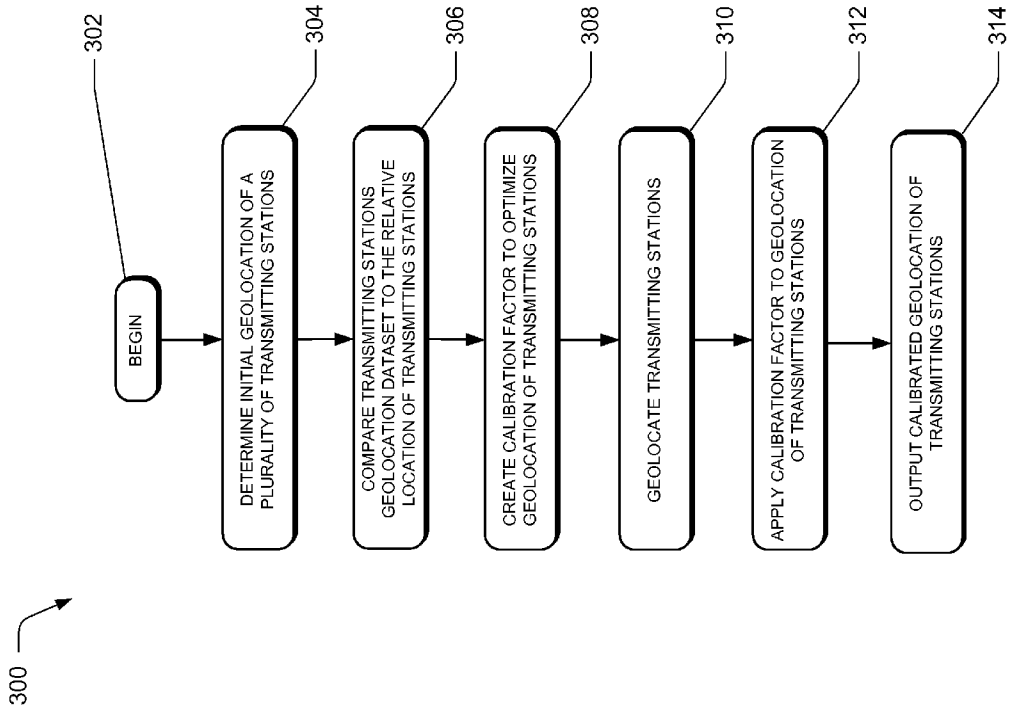 300
302
BEGIN
304
DETERMINE INITIAL GEOLOCATION OF A
PLURALITY OF TRANSMITTING STATIONS
306
COMPARE TRANSMITTING STATIONS
GEOLOCATION DATASET TO THE RELATIVE
LOCATION OF TRANSMITTING STATIONS
308
CREATE CALIBRATION FACTOR TO OPTIMIZE
GEOLOCATION OF TRANSMITTING STATIONS
310
GEOLOCATE TRANSMITTING STATIONS
312
APPLY CALIBRATION FACTOR TO GEOLOCATION
OF TRANSMITTING STATIONS
314
OUTPUT CALIBRATED GEOLOCATION OF
TRANSMITTING STATIONS